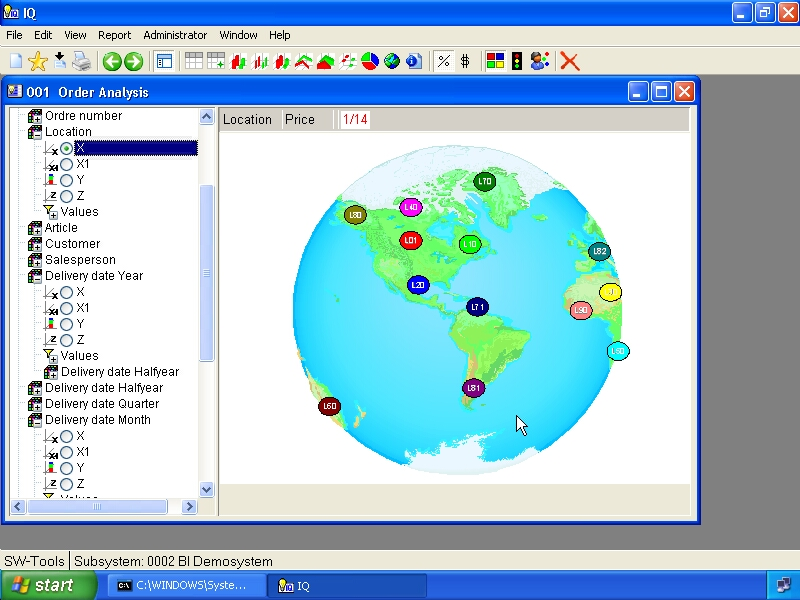 IQ
File Edit View Report Administrator Window Help
% $
001 Order Analysis
Location Price 1/14
Ordre number
Location
X
X1
Y
Z
Values
Article
Customer
Salesperson
Delivery date Year
X
X1
Y
Z
Values
Delivery date Halfyear
Delivery date Halfyear
Delivery date Quarter
Delivery date Month
X
X1
Y
Z
Values
L70
L80
L40
L01
L10
L82
L20
L71
L90
L81
L60
SW-Tools Subsystem: 0002 BI Demosystem
start C:\WINDOWS\Syste... IQ